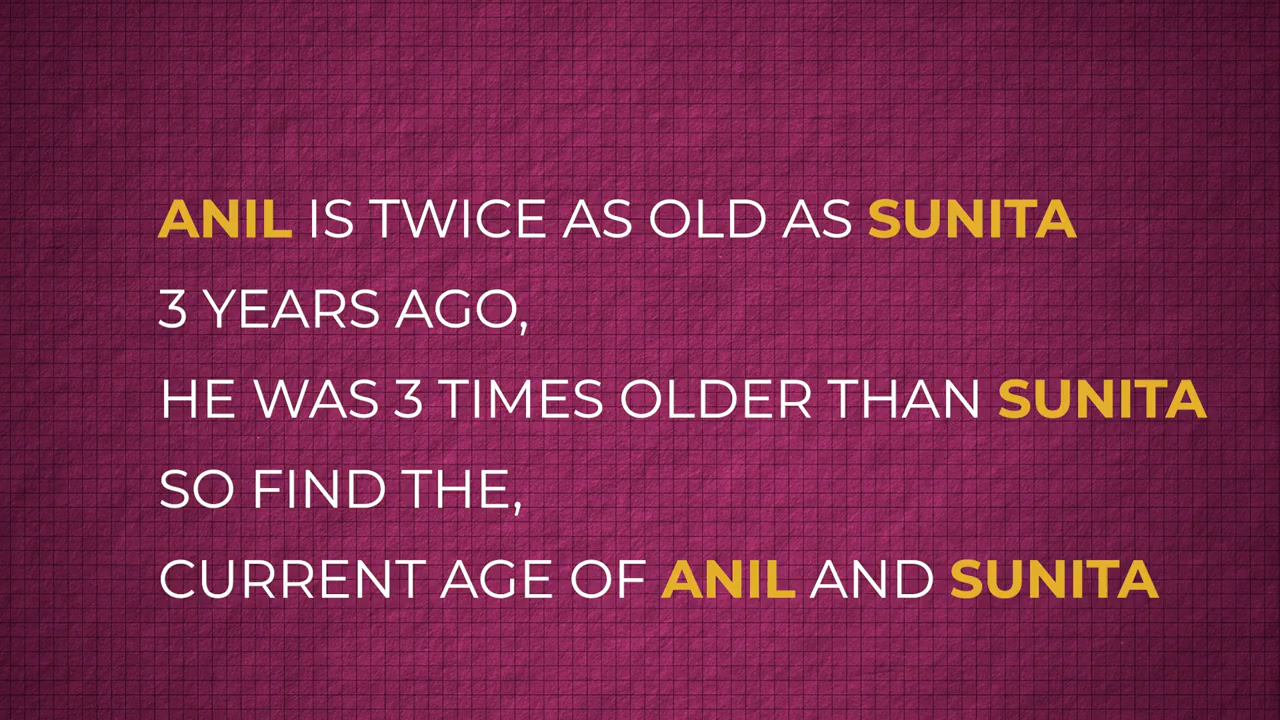 ANIL IS TWICE AS OLD AS SUNITA
3 YEARS AGO,
HE WAS 3 TIMES OLDER THAN SUNITA
SO FIND THE,
CURRENT AGE OF ANIL AND SUNITA